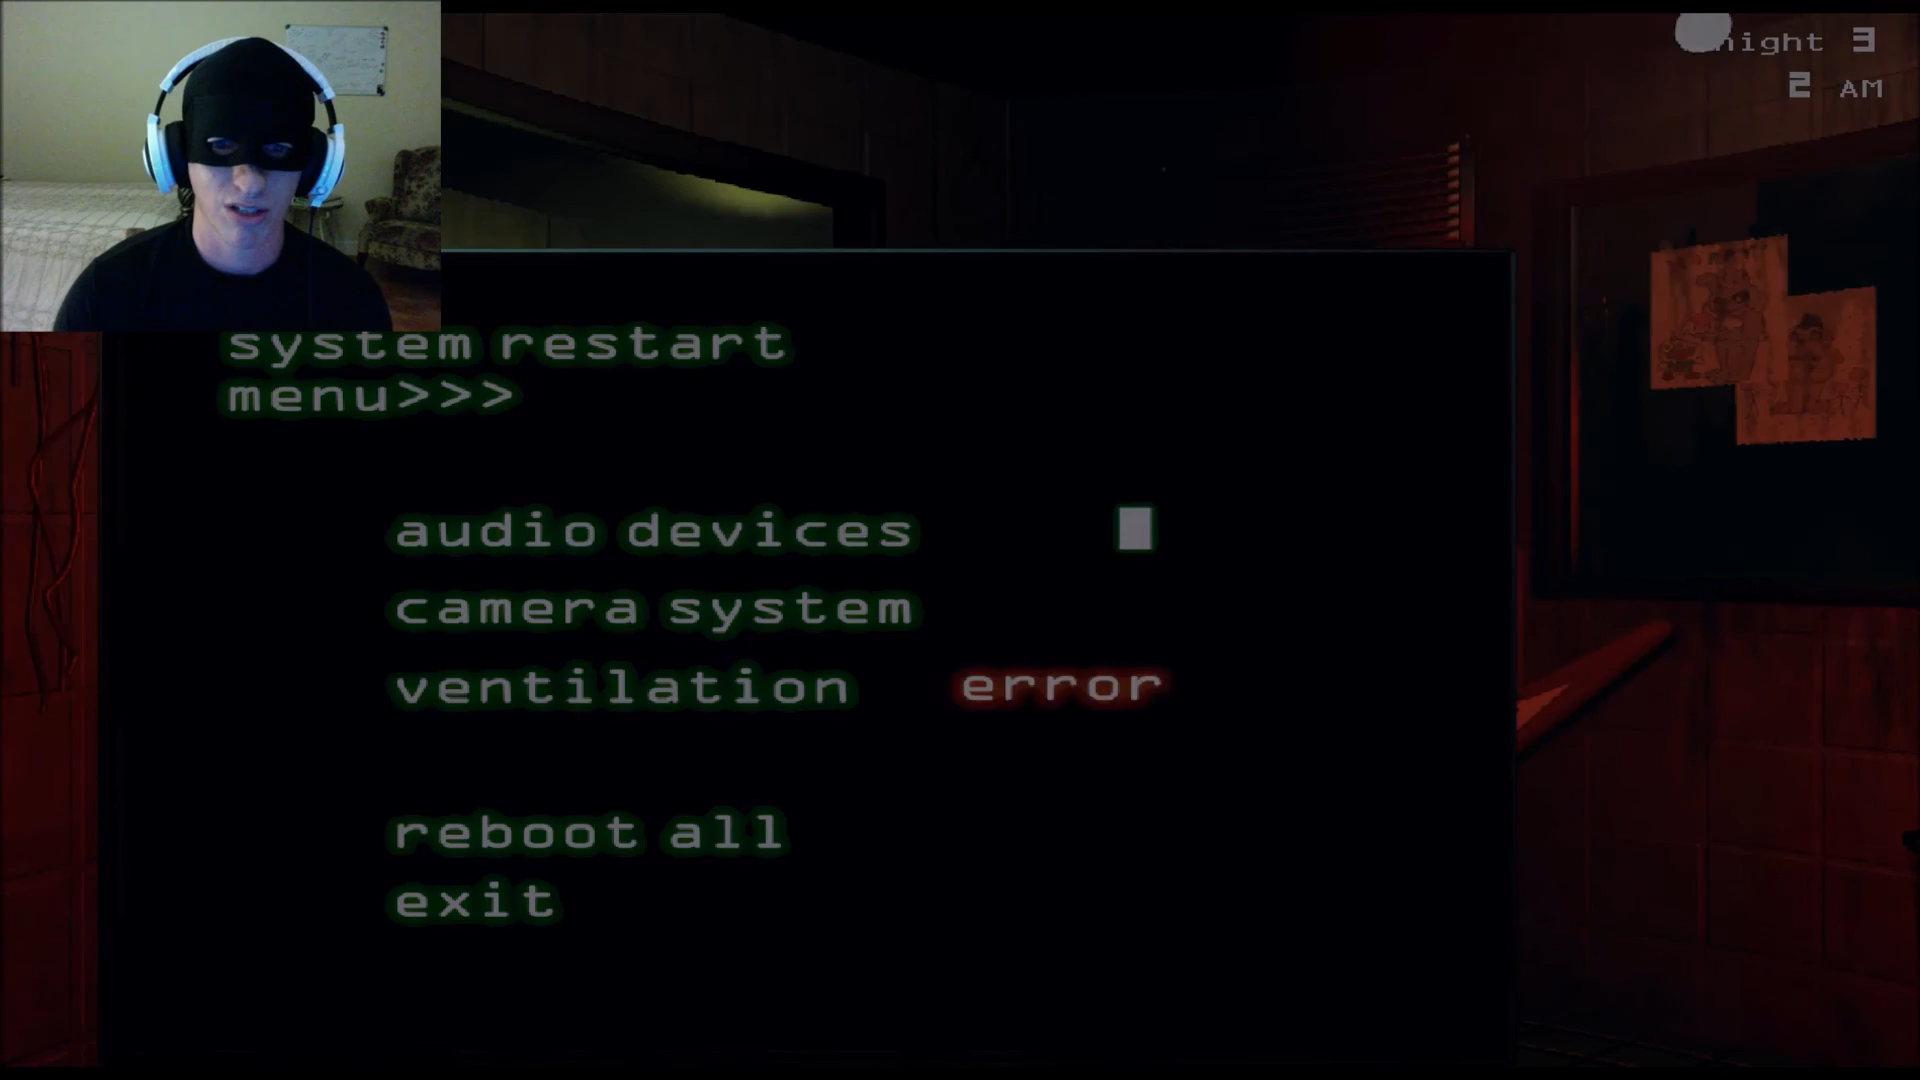 night 3
2 AM
system restart
menu>>>
audio devices
camera system
ventilation error
reboot all
exit